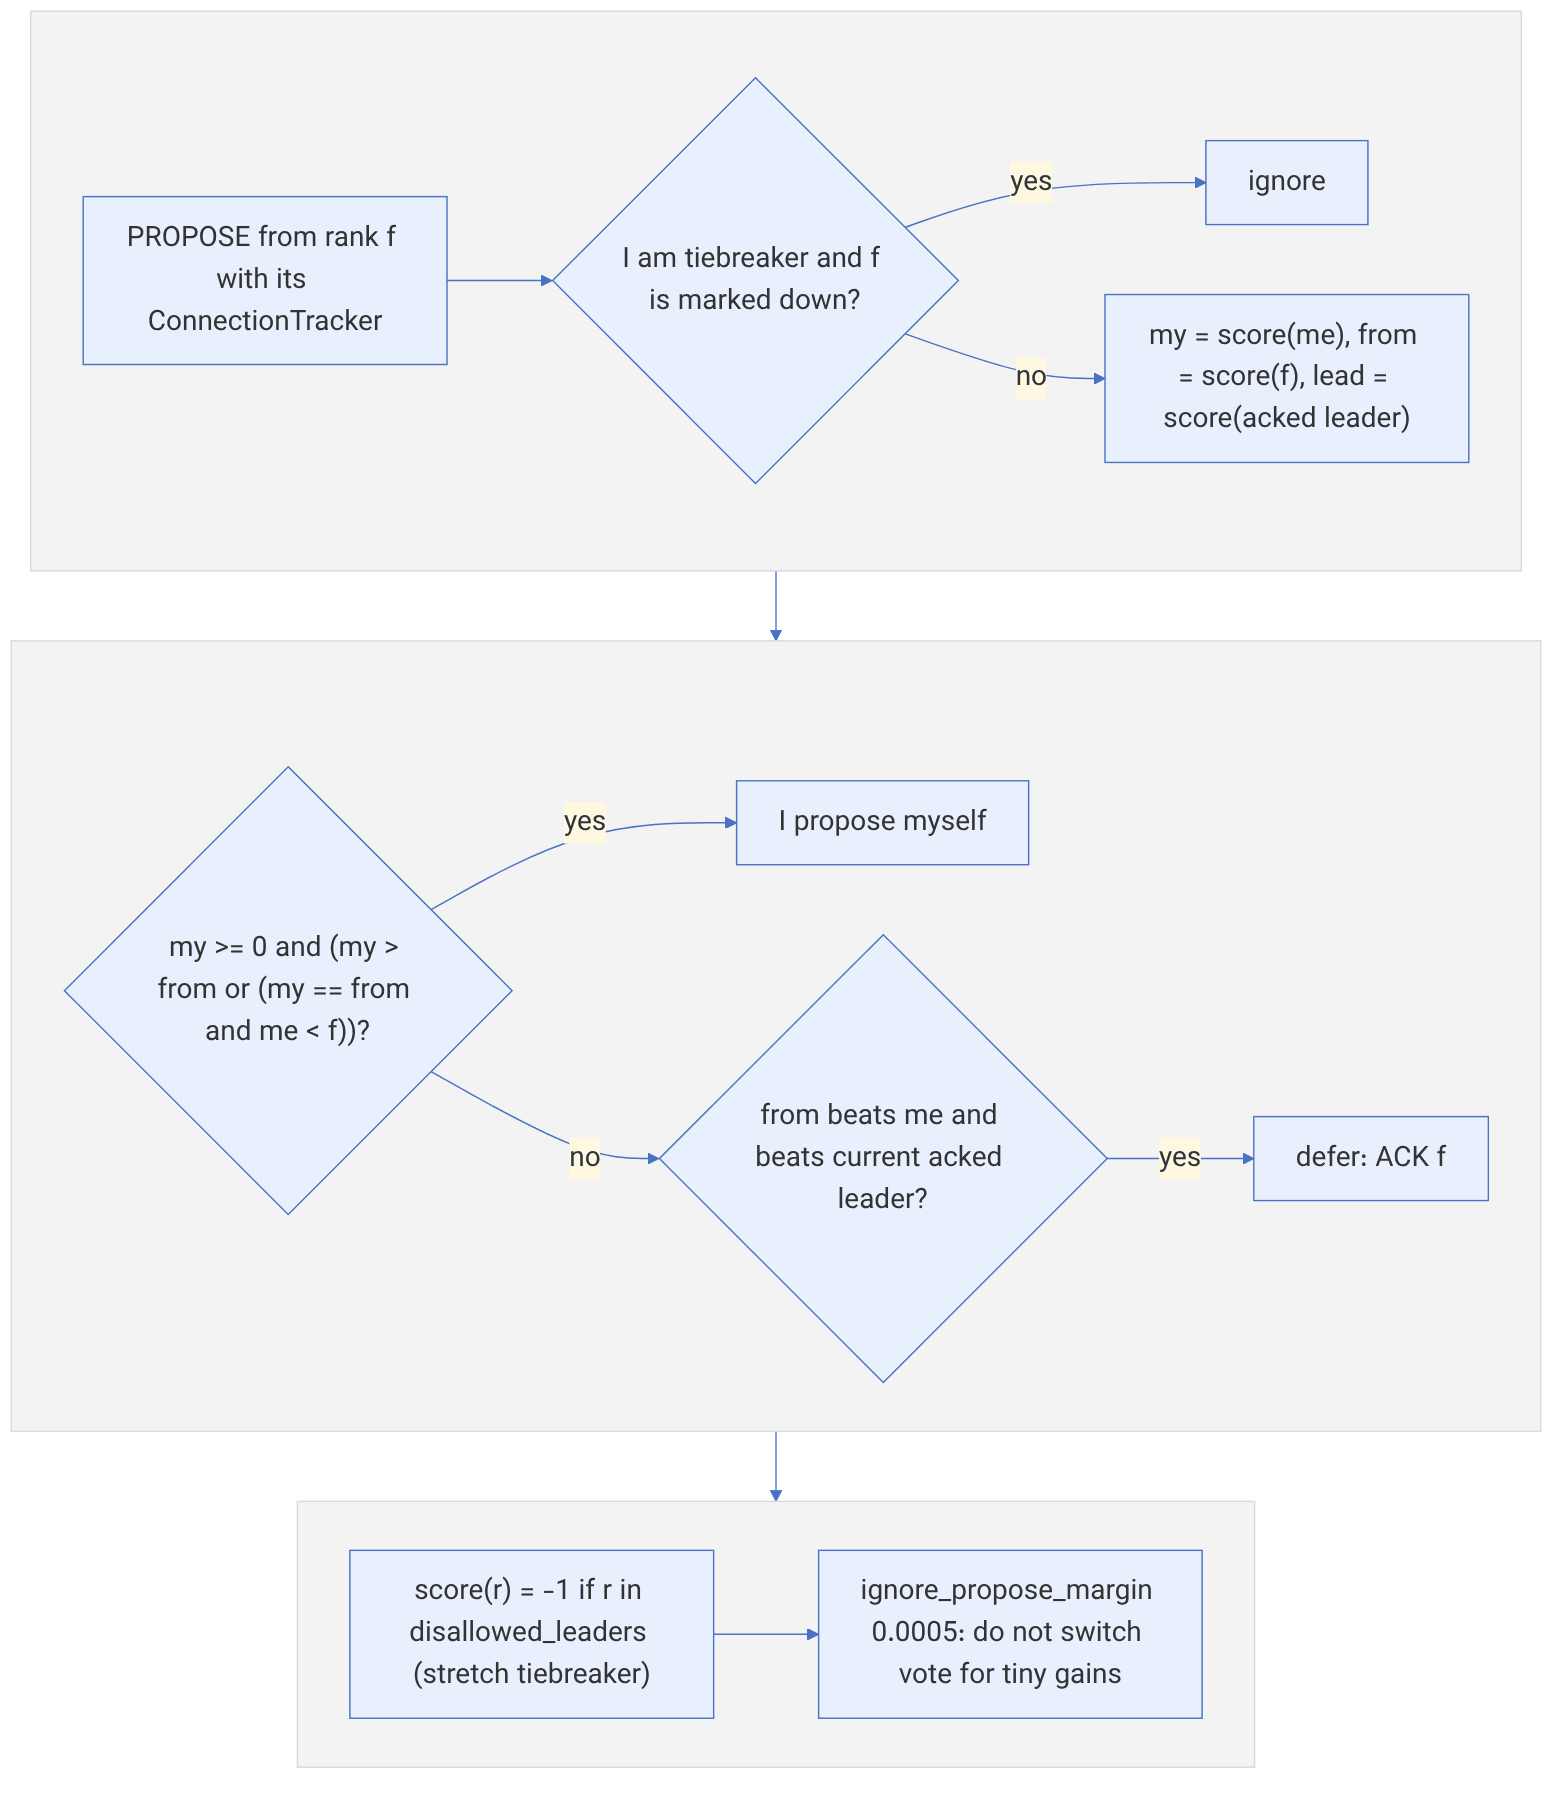 PROPOSE from rank f
with its
ConnectionTracker
I am tiebreaker and f
is marked down?
yes
ignore
no
my = score(me), from
= score(f), lead =
score(acked leader)
my >= 0 and (my >
from or (my == from
and me < f))?
yes
I propose myself
no
from beats me and
beats current acked
leader?
yes
defer: ACK f
score(r) = -1 if r in
disallowed_leaders
(stretch tiebreaker)
ignore_propose_margin
0.0005: do not switch
vote for tiny gains